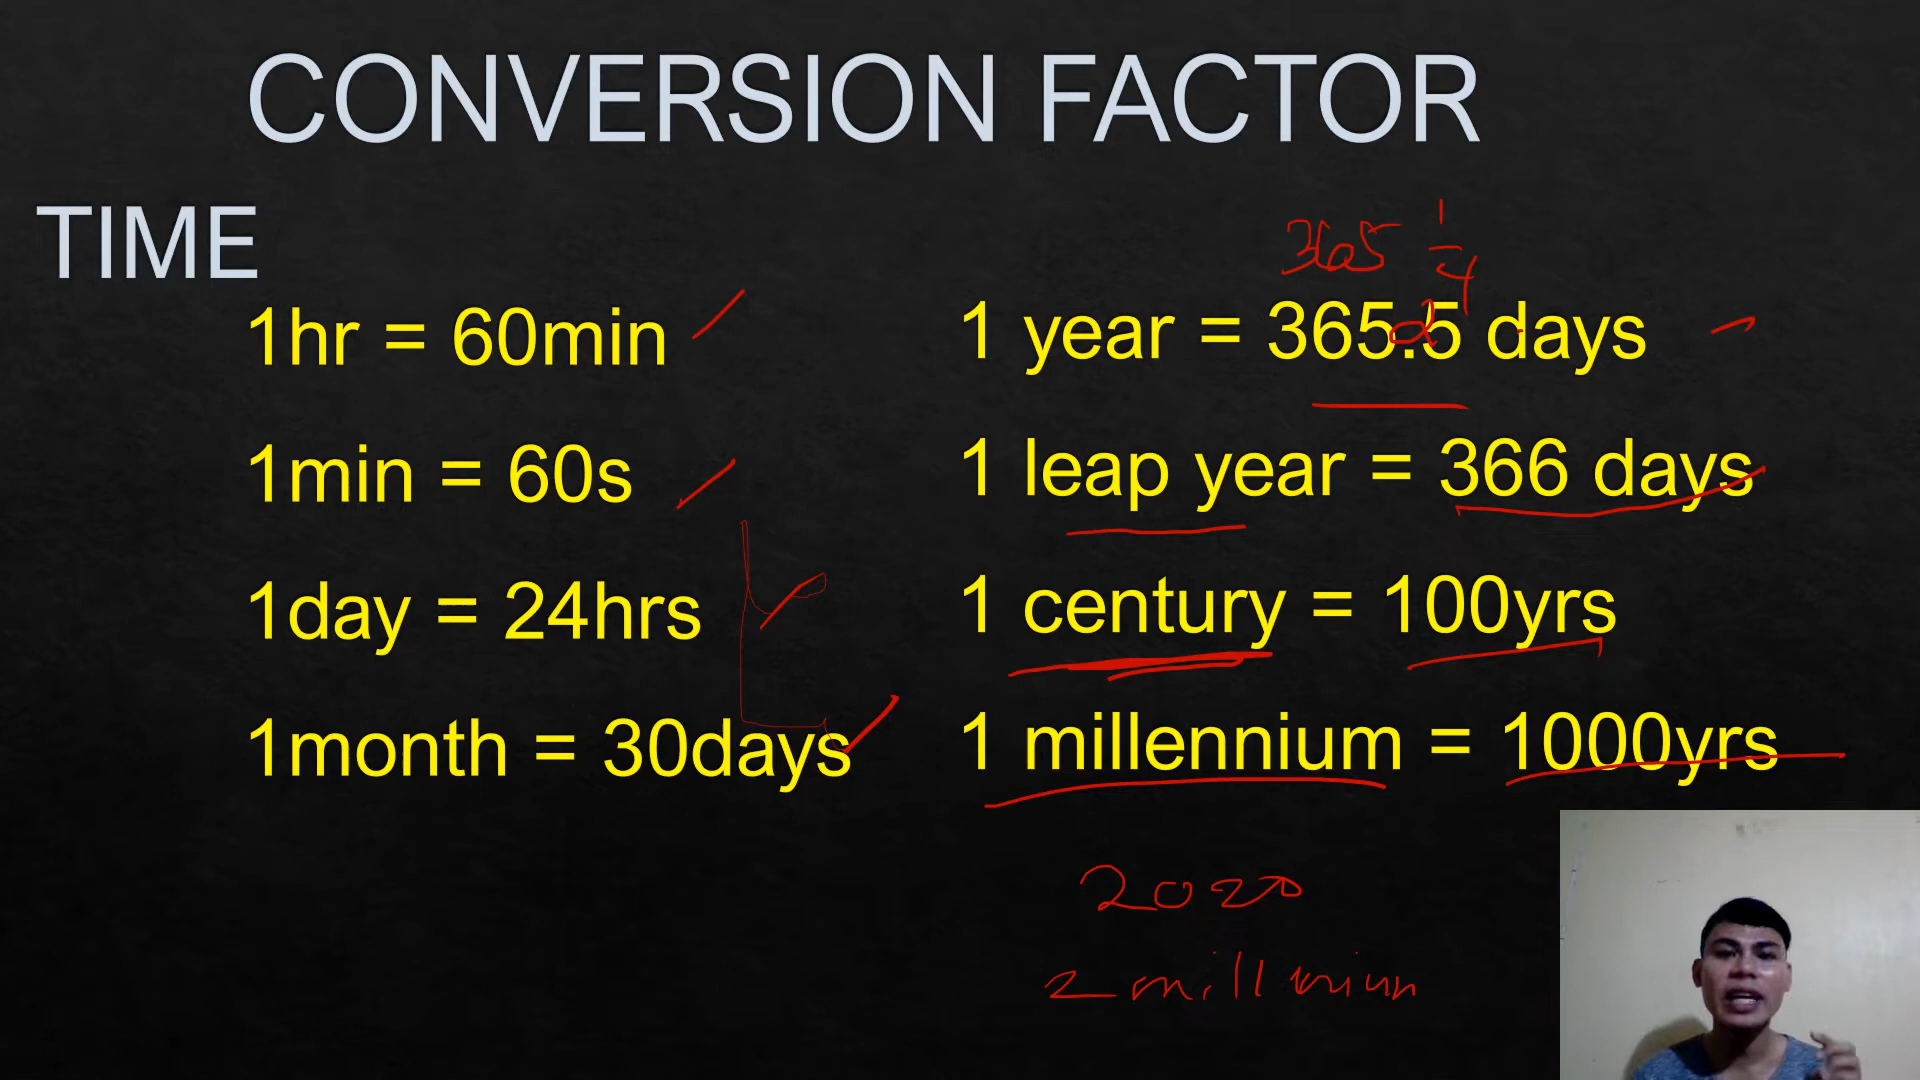 CONVERSION FACTOR
TIME
1hr = 60min
1min = 60s
1day = 24hrs
1month = 30days
365 1/4
1 year = 365.5 days
2
1 leap year = 366 days
1 century = 100yrs
1 millennium = 1000yrs
2020
2 millenium